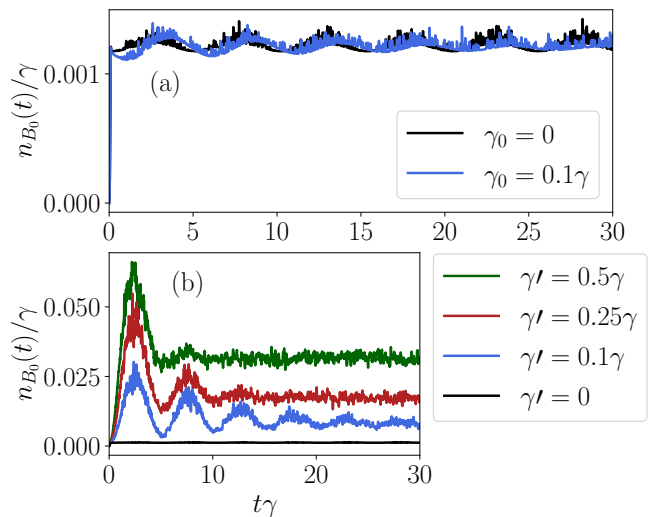 n_{B_0}(t)/γ
0.001
0.000
(a)
γ_0 = 0
γ_0 = 0.1γ
0 5 10 15 20 25 30
n_{B_0}(t)/γ
0.050
0.025
0.000
(b)
γ′ = 0.5γ
γ′ = 0.25γ
γ′ = 0.1γ
γ′ = 0
0 10 20 30
tγ